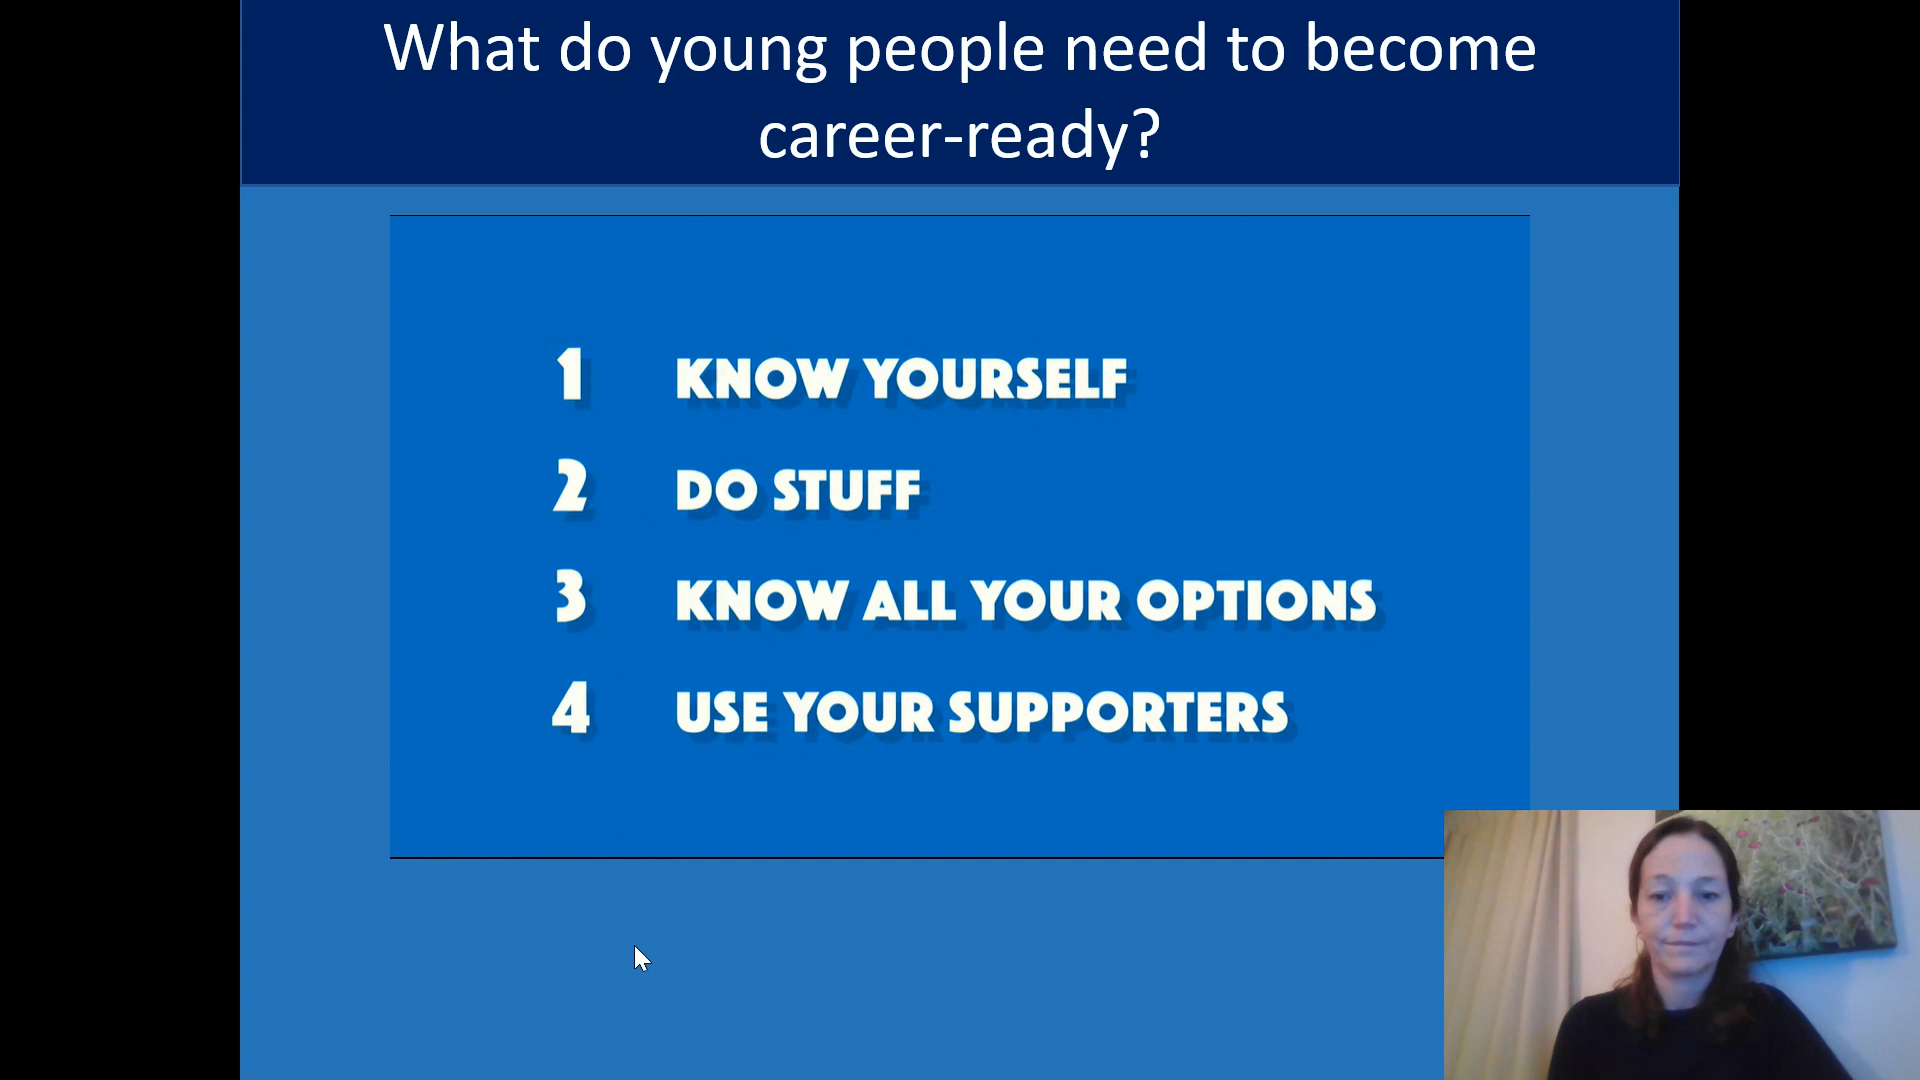 What do young people need to become
career-ready?
1 KNOW YOURSELF
2 DO STUFF
3 KNOW ALL YOUR OPTIONS
4 USE YOUR SUPPORTERS